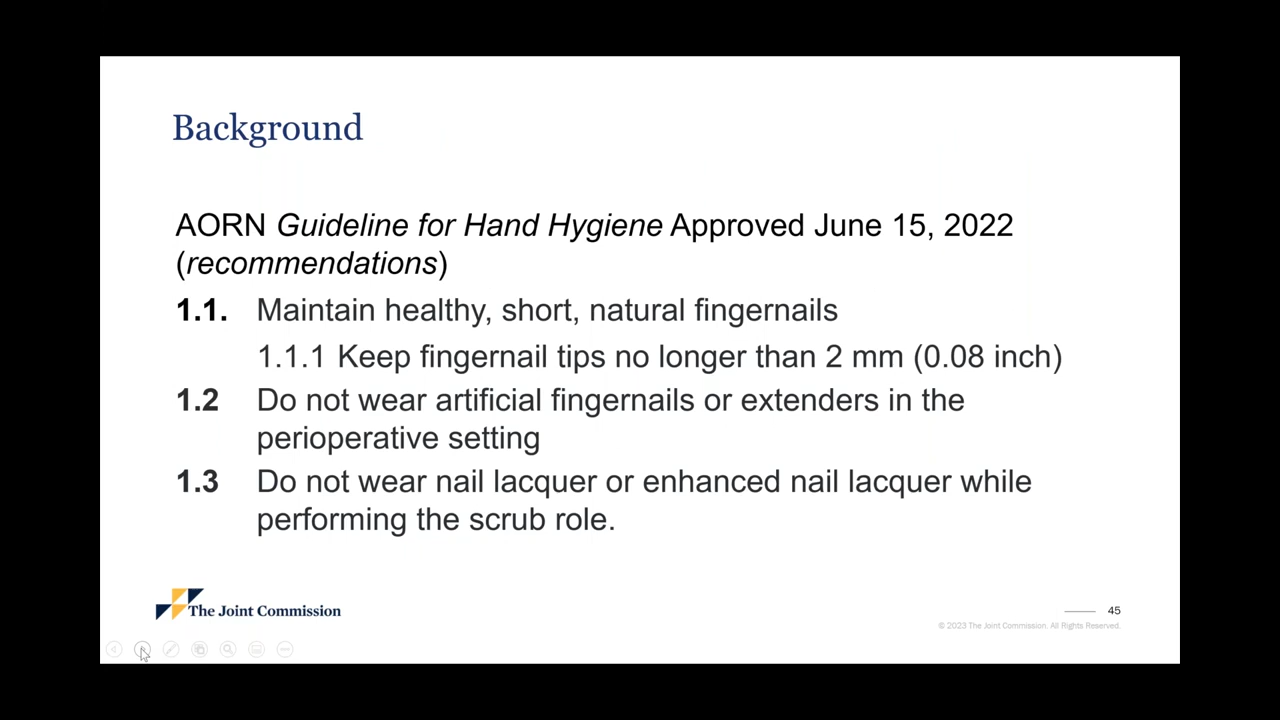 Background
AORN Guideline for Hand Hygiene Approved June 15, 2022
(recommendations)
1.1. Maintain healthy, short, natural fingernails
1.1.1 Keep fingernail tips no longer than 2 mm (0.08 inch)
1.2 Do not wear artificial fingernails or extenders in the
perioperative setting
1.3 Do not wear nail lacquer or enhanced nail lacquer while
performing the scrub role.
The Joint Commission
45
© 2023 The Joint Commission. All Rights Reserved.